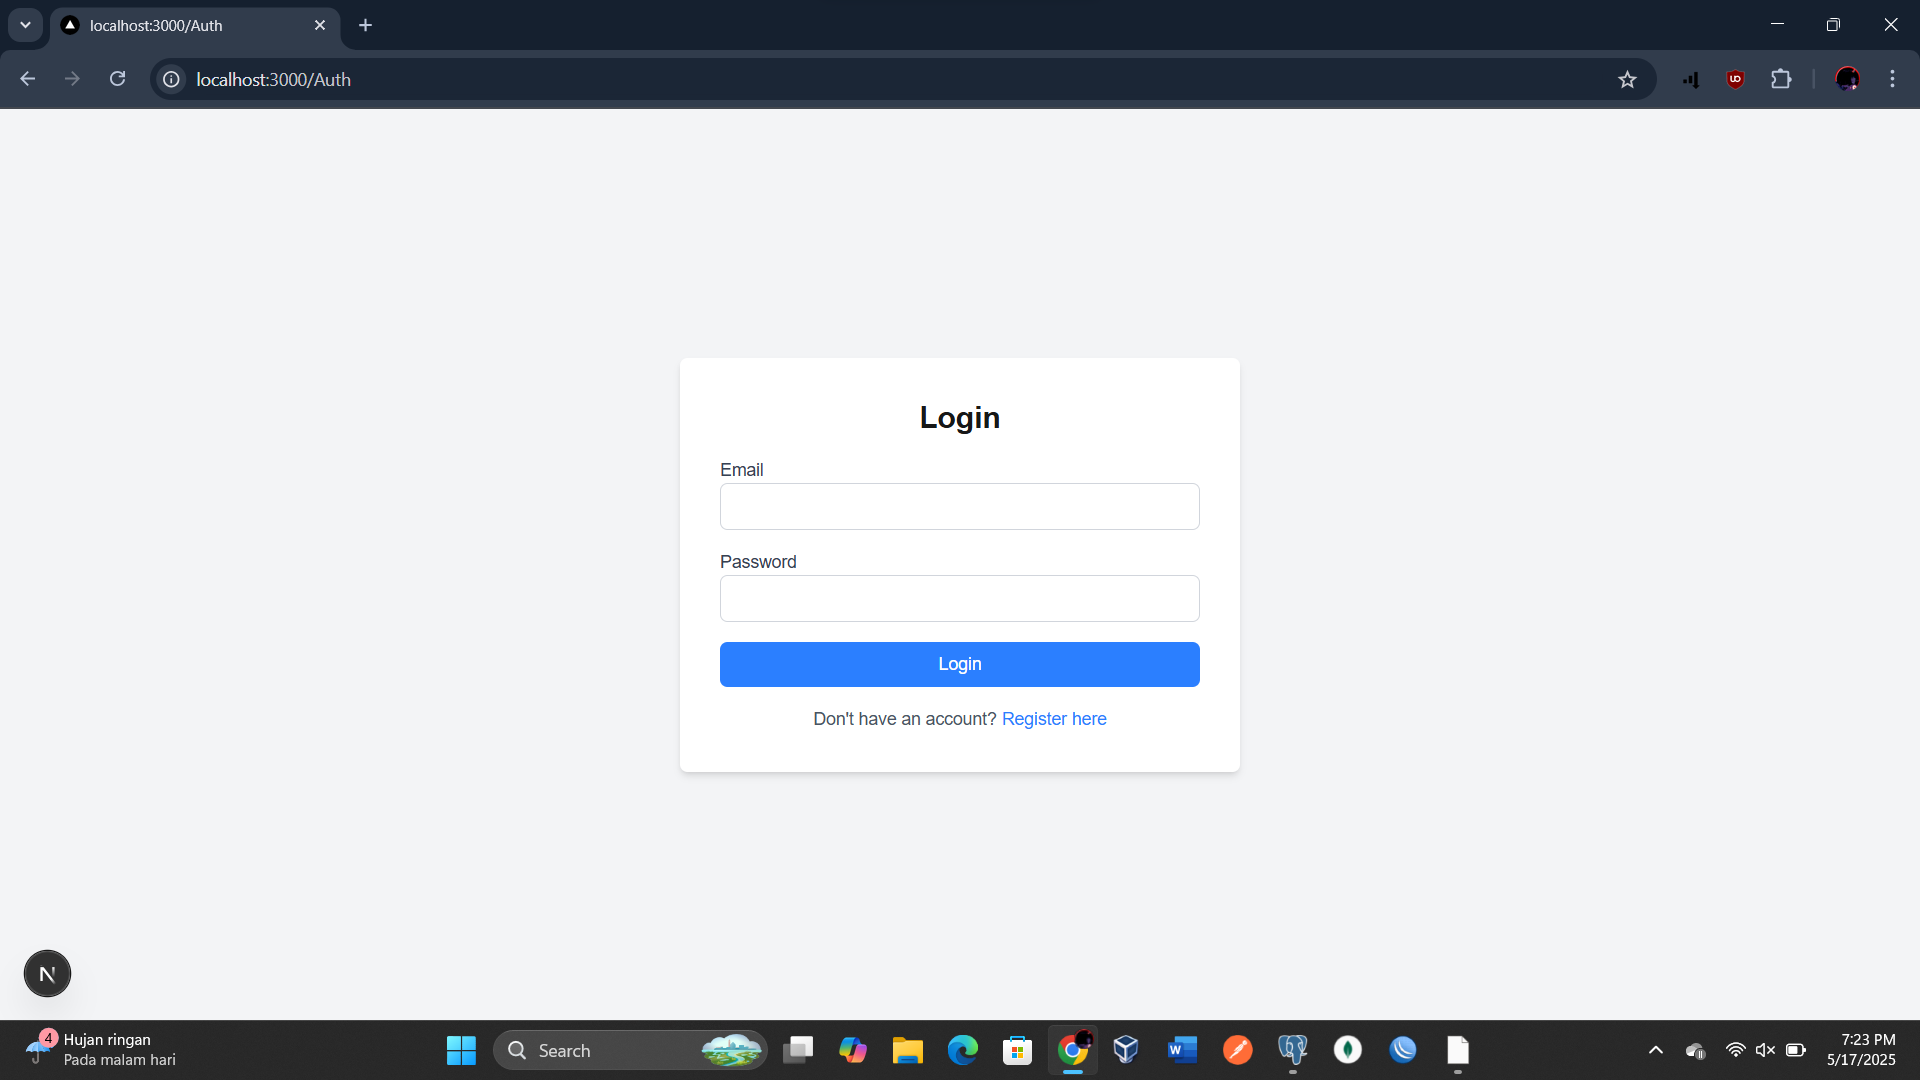 localhost:3000/Auth
localhost:3000/Auth
Login
Email
Password
Login
Don't have an account? Register here
N
4
Hujan ringan
Pada malam hari
Search
7:23 PM
5/17/2025